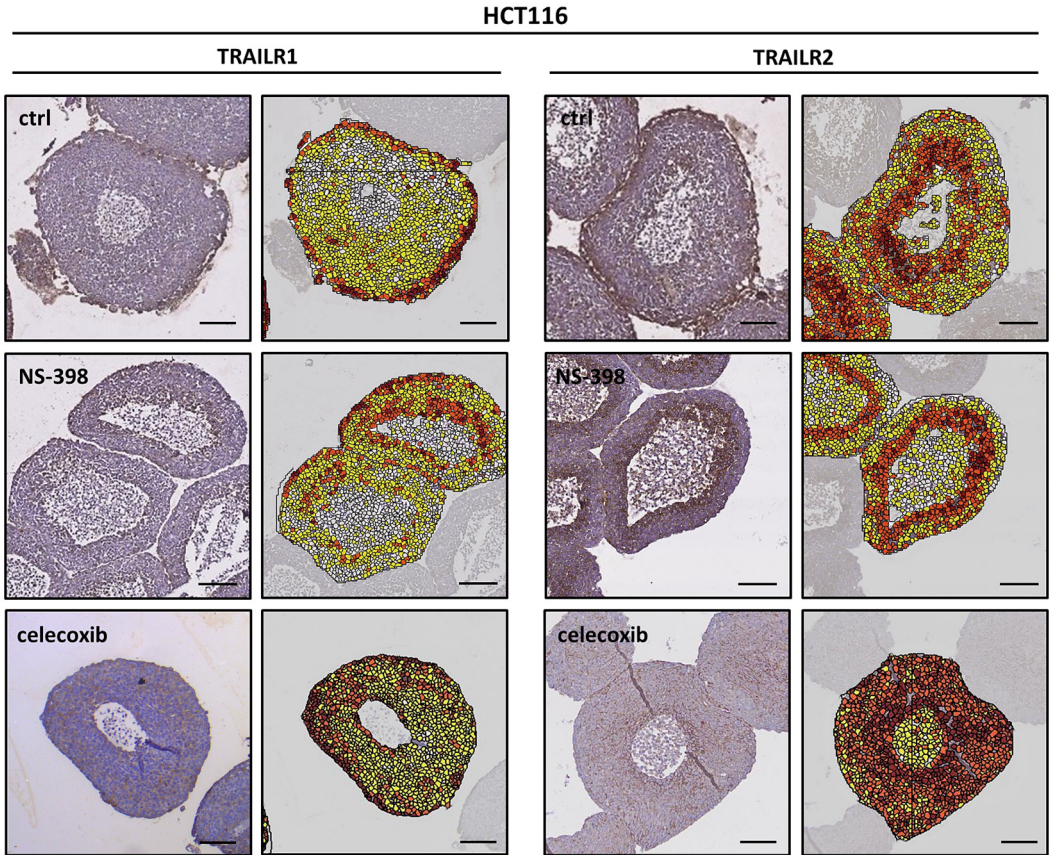 HCT116
TRAILR1
TRAILR2
ctrl
ctrl
NS-398
NS-398
celecoxib
celecoxib